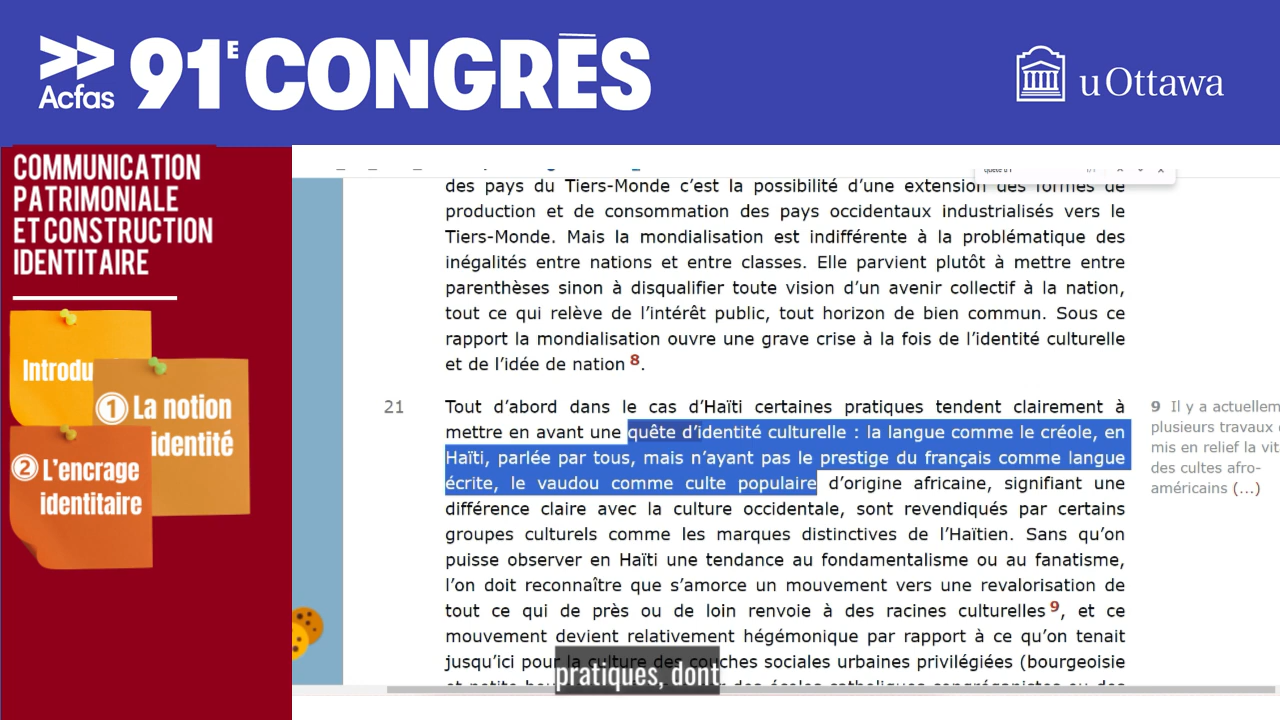 Acfas
91E CONGRÈS
uOttawa
COMMUNICATION
PATRIMONIALE
ET CONSTRUCTION
IDENTITAIRE
Introdu
① La notion
identité
② L'encrage
identitaire
des pays du Tiers-Monde c'est la possibilité d'une extension des formes de
production et de consommation des pays occidentaux industrialisés vers le
Tiers-Monde. Mais la mondialisation est indifférente à la problématique des
inégalités entre nations et entre classes. Elle parvient plutôt à mettre entre
parenthèses sinon à disqualifier toute vision d'un avenir collectif à la nation,
tout ce qui relève de l'intérêt public, tout horizon de bien commun. Sous ce
rapport la mondialisation ouvre une grave crise à la fois de l'identité culturelle
et de l'idée de nation 8.
21
Tout d'abord dans le cas d'Haïti certaines pratiques tendent clairement à
mettre en avant une quête d'identité culturelle : la langue comme le créole, en
Haïti, parlée par tous, mais n'ayant pas le prestige du français comme langue
écrite, le vaudou comme culte populaire d'origine africaine, signifiant une
différence claire avec la culture occidentale, sont revendiqués par certains
groupes culturels comme les marques distinctives de l'Haïtien. Sans qu'on
puisse observer en Haïti une tendance au fondamentalisme ou au fanatisme,
l'on doit reconnaître que s'amorce un mouvement vers une revalorisation de
tout ce qui de près ou de loin renvoie à des racines culturelles 9, et ce
mouvement devient relativement hégémonique par rapport à ce qu'on tenait
jusqu'ici pour la culture des couches sociales urbaines privilégiées (bourgeoisie
9 Il y a actuellem
plusieurs travaux
mis en relief la vit
des cultes afro-
américains (...)
pratiques, dont